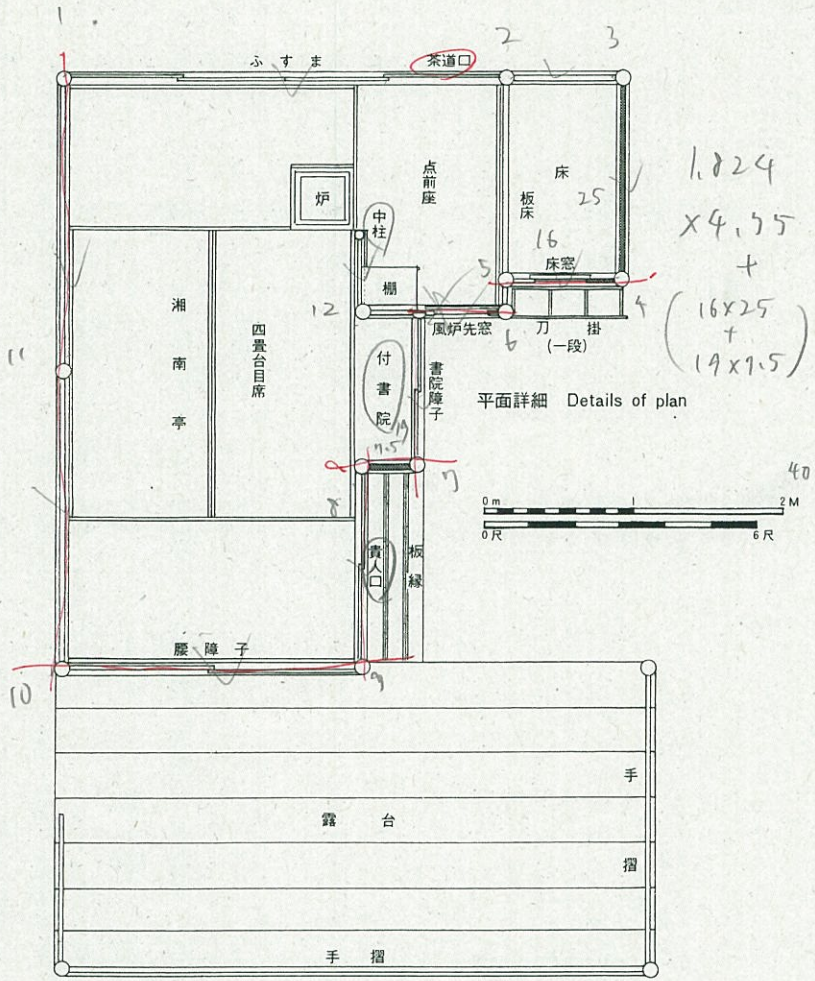 1
2
3
ふすま
茶道口
炉
点前座
床
板床
25
16
床窓
中柱
棚
5
12
6
4
風炉先窓
刀掛
(一段)
1.824
×4.55
+
(16×25
+
19×7.5)
11
湘南亭
四畳台目席
付書院
書院障子
19
7.5
7
8
平面詳細 Details of plan
40
0m 1 2M
0尺 6尺
貴人口
板縁
腰障子
10
9
手摺
露台
手摺